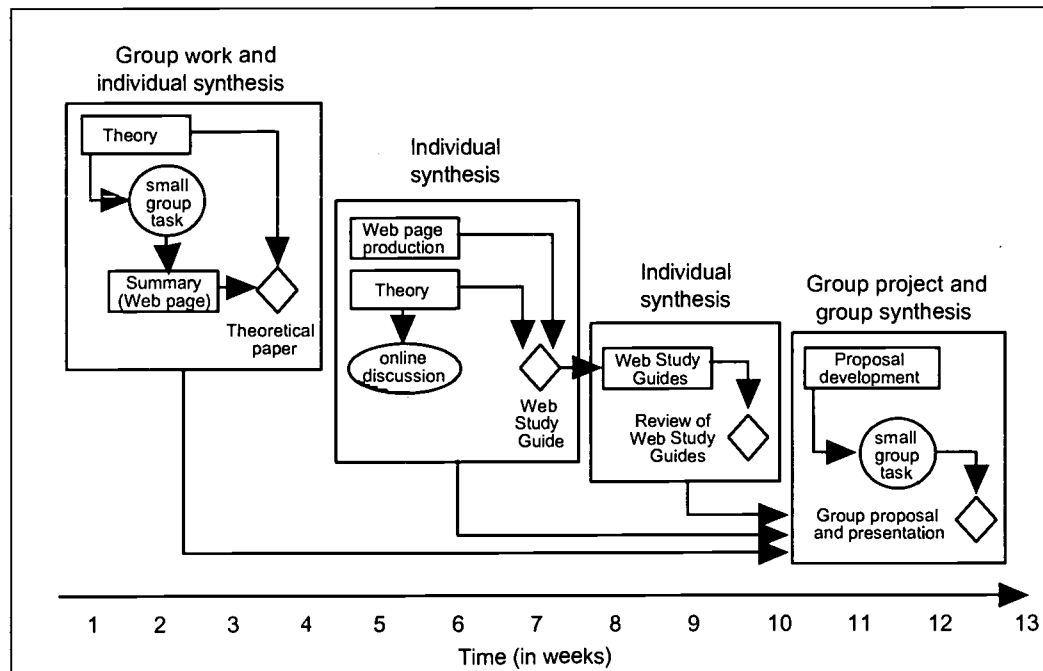 Group work and
individual synthesis
Theory
small
group
task
Summary
(Web page)
Theoretical
paper
Individual
synthesis
Web page
production
Theory
online
discussion
Web
Study
Guide
Individual
synthesis
Web Study
Guides
Review of
Web Study
Guides
Group project and
group synthesis
Proposal
development
small
group
task
Group proposal
and presentation
1 2 3 4 5 6 7 8 9 10 11 12 13
Time (in weeks)